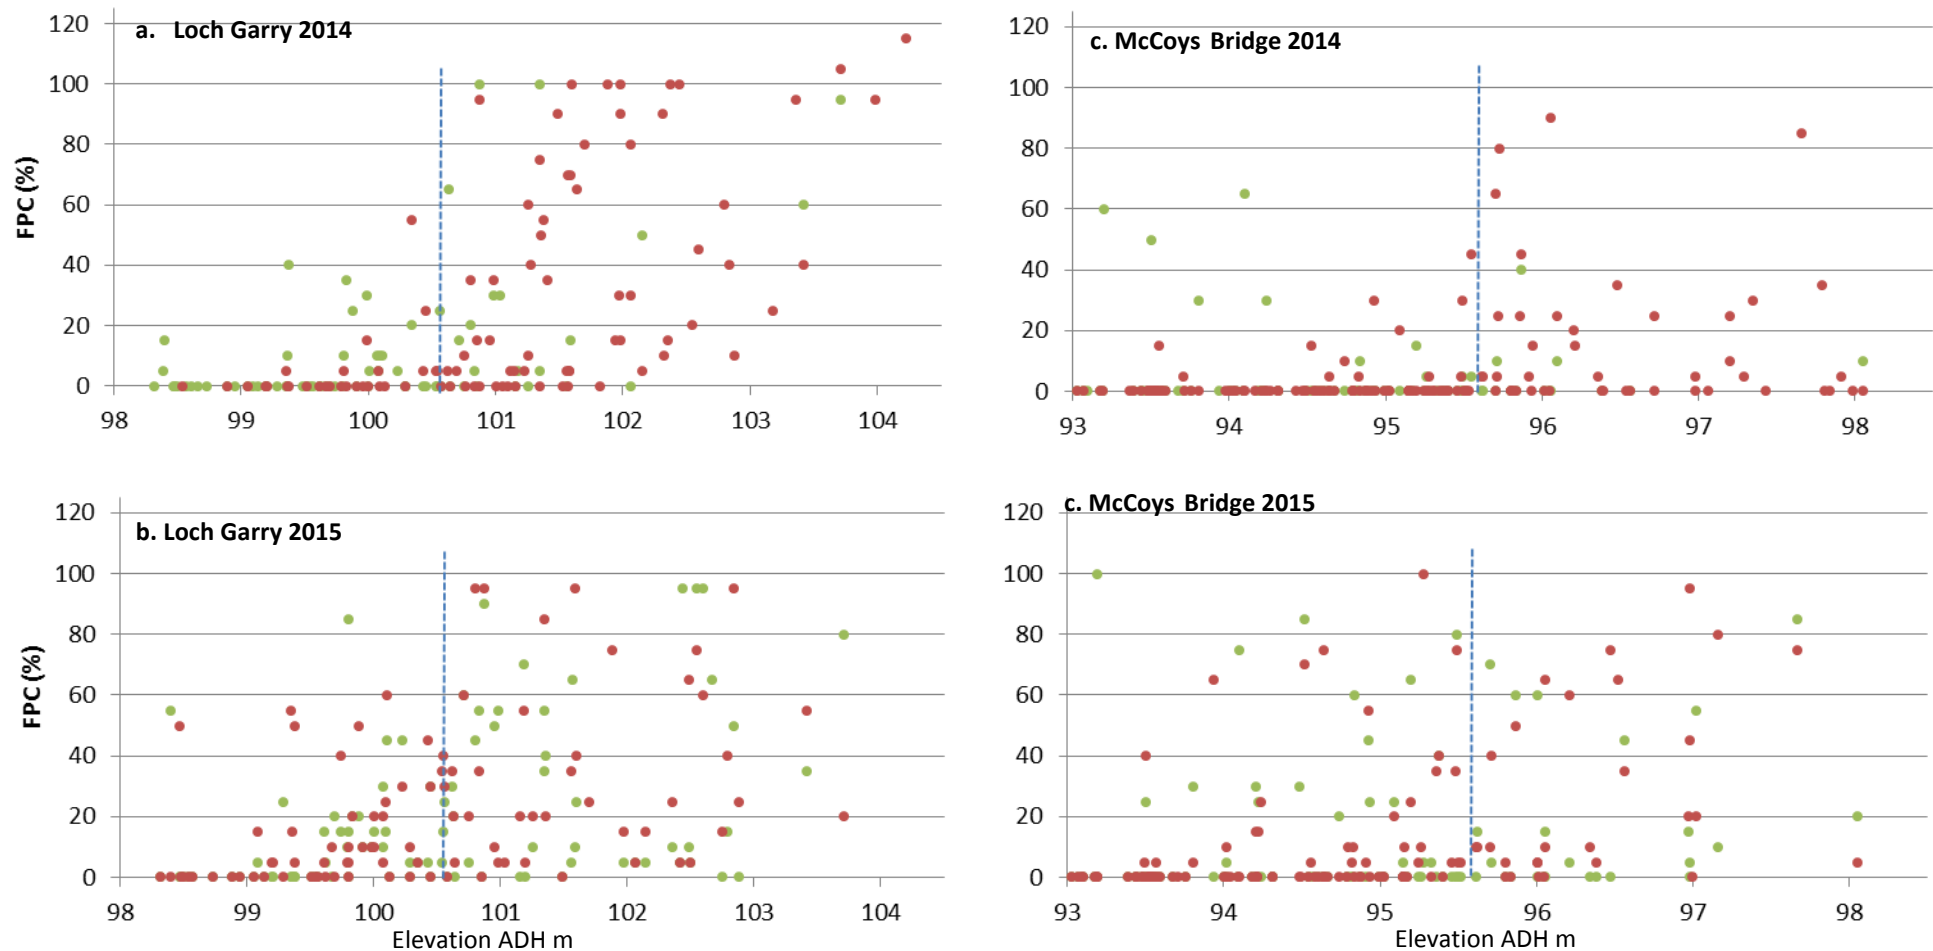 a. Loch Garry 2014
FPC (%)
120
100
80
60
40
20
0
98 99 100 101 102 103 104
c. McCoys Bridge 2014
120
100
80
60
40
20
0
93 94 95 96 97 98
b. Loch Garry 2015
FPC (%)
120
100
80
60
40
20
0
98 99 100 101 102 103 104
Elevation ADH m
c. McCoys Bridge 2015
120
100
80
60
40
20
0
93 94 95 96 97 98
Elevation ADH m